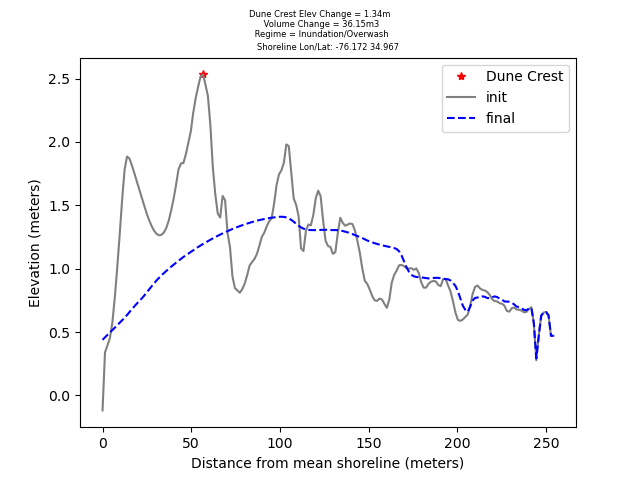 Dune Crest Elev Change = 1.34m
Volume Change = 36.15m3
Regime = Inundation/Overwash
Shoreline Lon/Lat: -76.172 34.967
Dune Crest
init
final
2.5
2.0
1.5
1.0
0.5
0.0
Elevation (meters)
0 50 100 150 200 250
Distance from mean shoreline (meters)